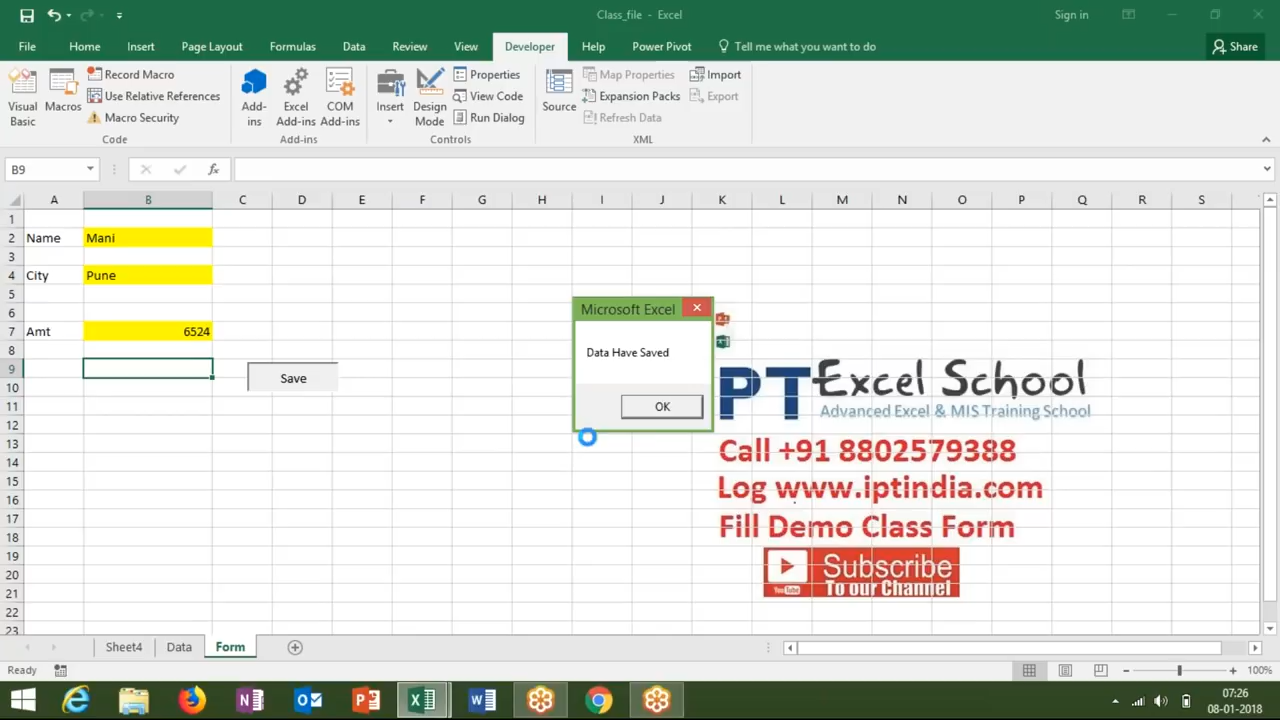 Class_file - Excel
Sign in
File Home Insert Page Layout Formulas Data Review View Developer Help Power Pivot Tell me what you want to do Share
Visual Basic
Macros
Record Macro
Use Relative References
Macro Security
Code
Add-ins
Excel Add-ins
COM Add-ins
Add-ins
Insert
Design Mode
Properties
View Code
Run Dialog
Controls
Source
Map Properties
Expansion Packs
Refresh Data
Import
Export
XML
B9
fx
A B C D E F G H I J K L M N O P Q R S
1
2 Name Mani
3
4 City Pune
5
6
7 Amt 6524
8
9
10
11
12
13
14
15
16
17
18
19
20
21
22
23
Save
Microsoft Excel
Data Have Saved
OK
PT Excel School
Advanced Excel & MIS Training School
Call +91 8802579388
Log www.iptindia.com
Fill Demo Class Form
Subscribe
YouTube To our Channel
Sheet4 Data Form
Ready
100%
07:26
08-01-2018